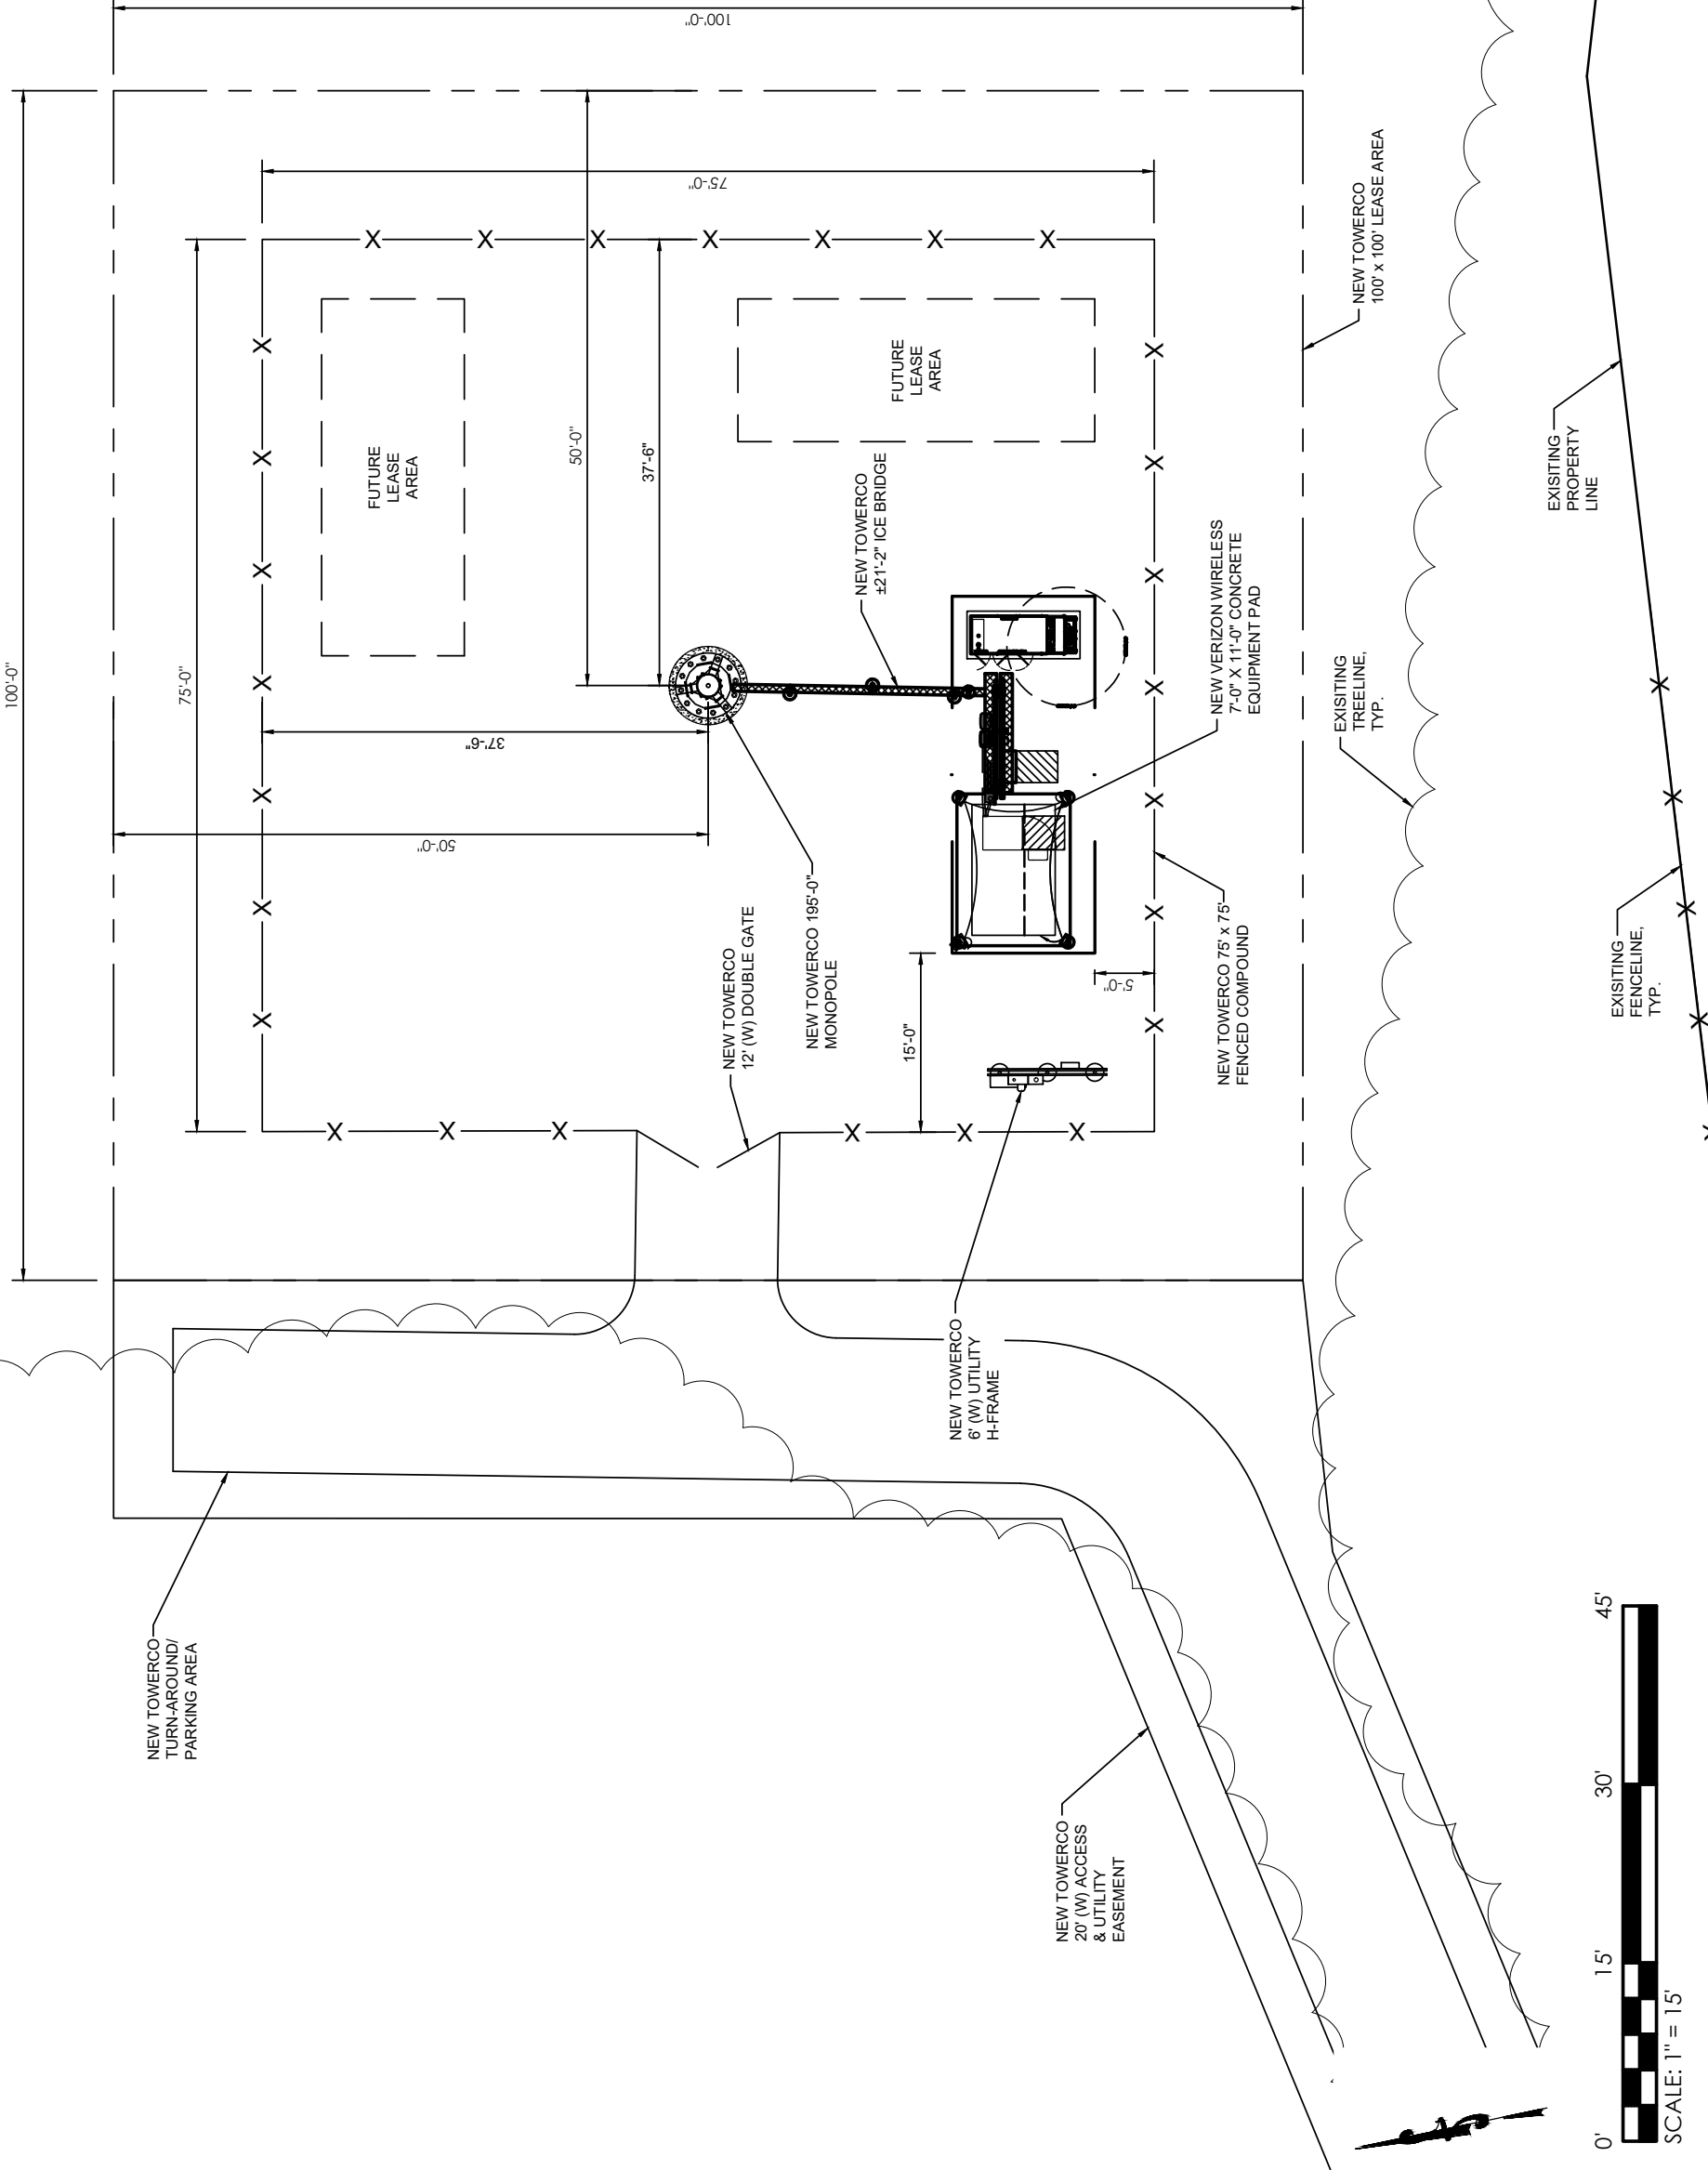 100'-0"
100'-0"
75'-0"
75'-0"
50'-0"
37'-6"
37'-6"
50'-0"
FUTURE
LEASE
AREA
FUTURE
LEASE
AREA
NEW TOWERCO
±21'-2" ICE BRIDGE
NEW TOWERCO
100' x 100' LEASE AREA
EXISITING
PROPERTY
LINE
NEW VERIZON WIRELESS
7'-0" X 11'-0" CONCRETE
EQUIPMENT PAD
EXISITING
TREELINE,
TYP.
NEW TOWERCO
12' (W) DOUBLE GATE
NEW TOWERCO 195'-0"
MONOPOLE
15'-0"
5'-0"
NEW TOWERCO 75' x 75'
FENCED COMPOUND
EXISITING
FENCELINE,
TYP.
NEW TOWERCO
6' (W) UTILITY
H-FRAME
NEW TOWERCO
TURN-AROUND/
PARKING AREA
NEW TOWERCO
20' (W) ACCESS
& UTILITY
EASEMENT
0' 15' 30' 45'
SCALE: 1" = 15'